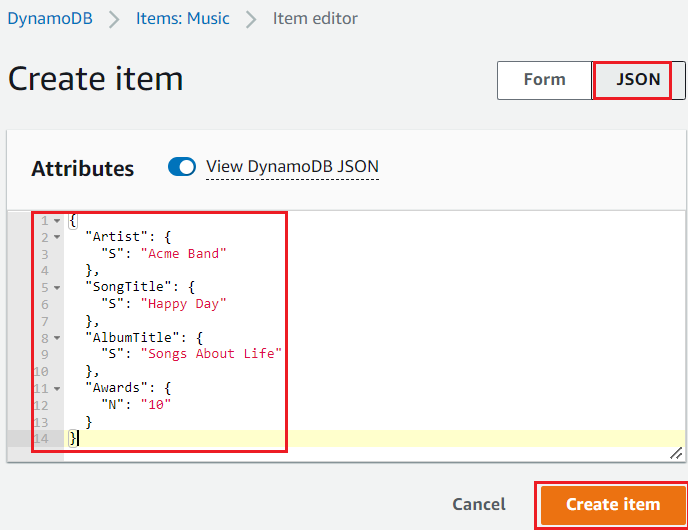 DynamoDB > Items: Music > Item editor
Create item
Form JSON
Attributes View DynamoDB JSON
1 {
2 "Artist": {
3 "S": "Acme Band"
4 },
5 "SongTitle": {
6 "S": "Happy Day"
7 },
8 "AlbumTitle": {
9 "S": "Songs About Life"
10 },
11 "Awards": {
12 "N": "10"
13 }
14 }
Cancel Create item